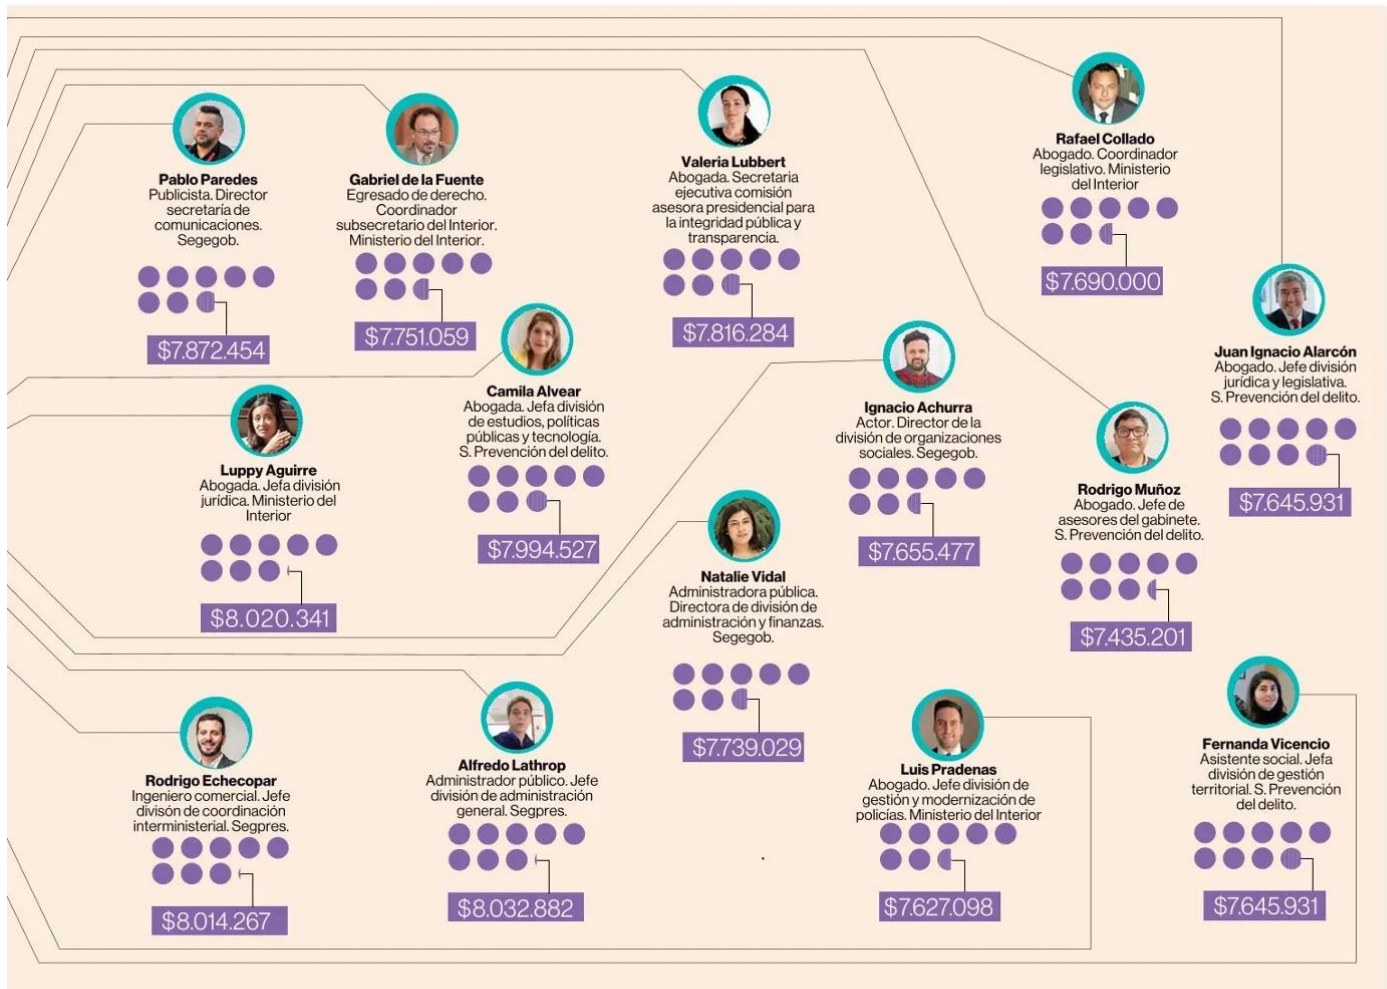 Rafael Collado
Abogado. Coordinador
legislativo. Ministerio
del Interior
$7.690.000
Valeria Lubbert
Abogada. Secretaria
ejecutiva comisión
asesora presidencial para
la integridad pública y
transparencia.
$7.816.284
Pablo Paredes
Publicista. Director
secretaría de
comunicaciones.
Segegob.
$7.872.454
Gabriel de la Fuente
Egresado de derecho.
Coordinador
subsecretario del Interior.
Ministerio del Interior.
$7.751.059
Juan Ignacio Alarcón
Abogado. Jefe división
jurídica y legislativa.
S. Prevención del delito.
$7.645.931
Camila Alvear
Abogada. Jefa división
de estudios, políticas
públicas y tecnología.
S. Prevención del delito.
$7.994.527
Ignacio Achurra
Actor. Director de la
división de organizaciones
sociales. Segegob.
$7.655.477
Luppy Aguirre
Abogada. Jefa división
jurídica. Ministerio del
Interior
$8.020.341
Rodrigo Muñoz
Abogado. Jefe de
asesores del gabinete.
S. Prevención del delito.
$7.435.201
Natalie Vidal
Administradora pública.
Directora de división de
administración y finanzas.
Segegob.
$7.739.029
Fernanda Vicencio
Asistente social. Jefa
división de gestión
territorial. S. Prevención
del delito.
$7.645.931
Alfredo Lathrop
Administrador público. Jefe
división de administración
general. Segpres.
$8.032.882
Luis Pradenas
Abogado. Jefe división de
gestión y modernización de
policías. Ministerio del Interior
$7.627.098
Rodrigo Echecopar
Ingeniero comercial. Jefe
divisón de coordinación
interministerial. Segpres.
$8.014.267